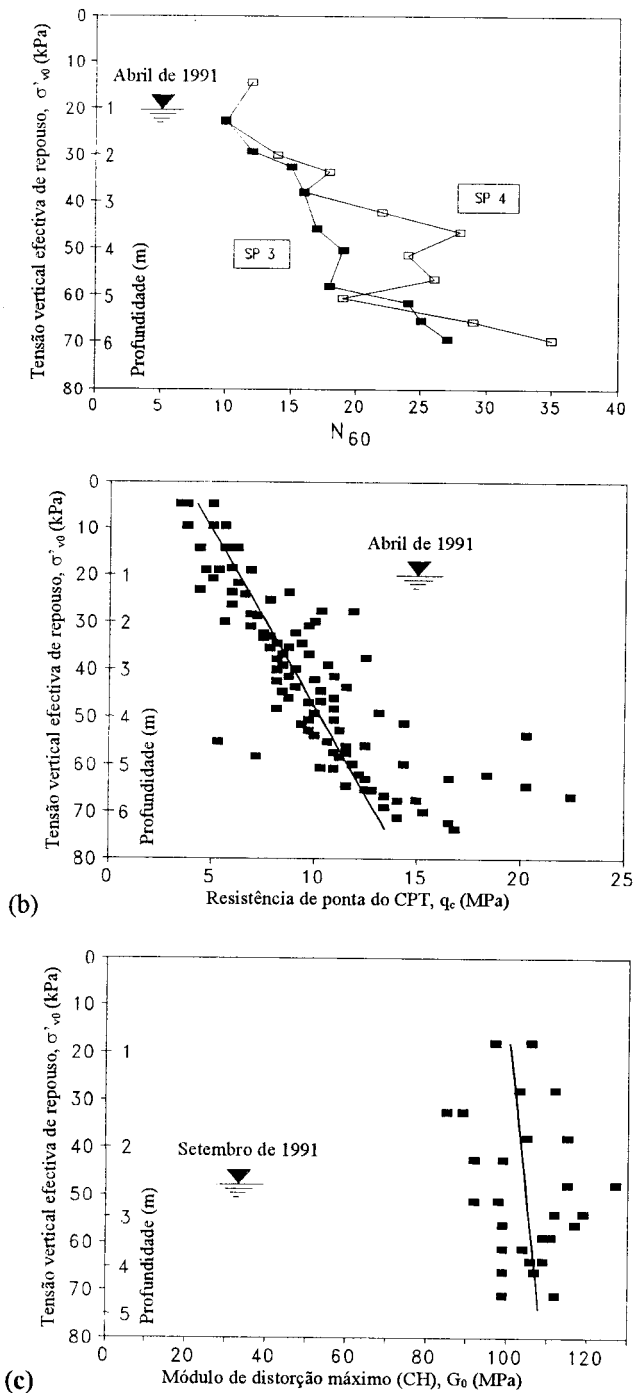 Tensão vertical efectiva de repouso, σ'v0 (kPa)
Profundidade (m)
0
10
20
30
40
50
60
70
80
1
2
3
4
5
6
Abril de 1991
SP 4
SP 3
0 5 10 15 20 25 30 35 40
N60
Tensão vertical efectiva de repouso, σ'v0 (kPa)
Profundidade (m)
0
10
20
30
40
50
60
70
80
1
2
3
4
5
6
Abril de 1991
0 5 10 15 20 25
(b)
Resistência de ponta do CPT, qc (MPa)
Tensão vertical efectiva de repouso, σ'v0 (kPa)
Profundidade (m)
0
10
20
30
40
50
60
70
80
1
2
3
4
5
Setembro de 1991
0 20 40 60 80 100 120
(c)
Módulo de distorção máximo (CH), G0 (MPa)